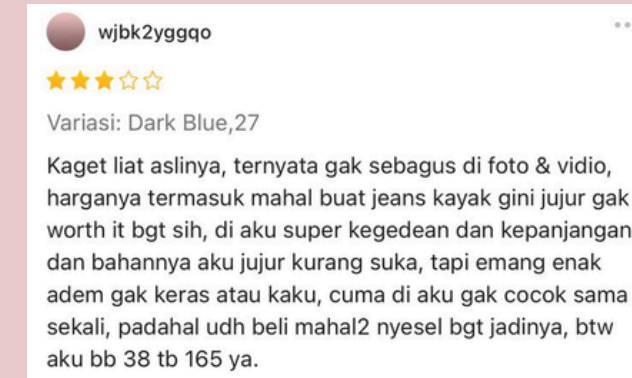 wjbk2yggqo
Variasi: Dark Blue,27
Kaget liat aslinya, ternyata gak sebagus di foto & vidio,
harganya termasuk mahal buat jeans kayak gini jujur gak
worth it bgt sih, di aku super kegedean dan kepanjangan
dan bahannya aku jujur kurang suka, tapi emang enak
adem gak keras atau kaku, cuma di aku gak cocok sama
sekali, padahal udh beli mahal2 nyesel bgt jadinya, btw
aku bb 38 tb 165 ya.